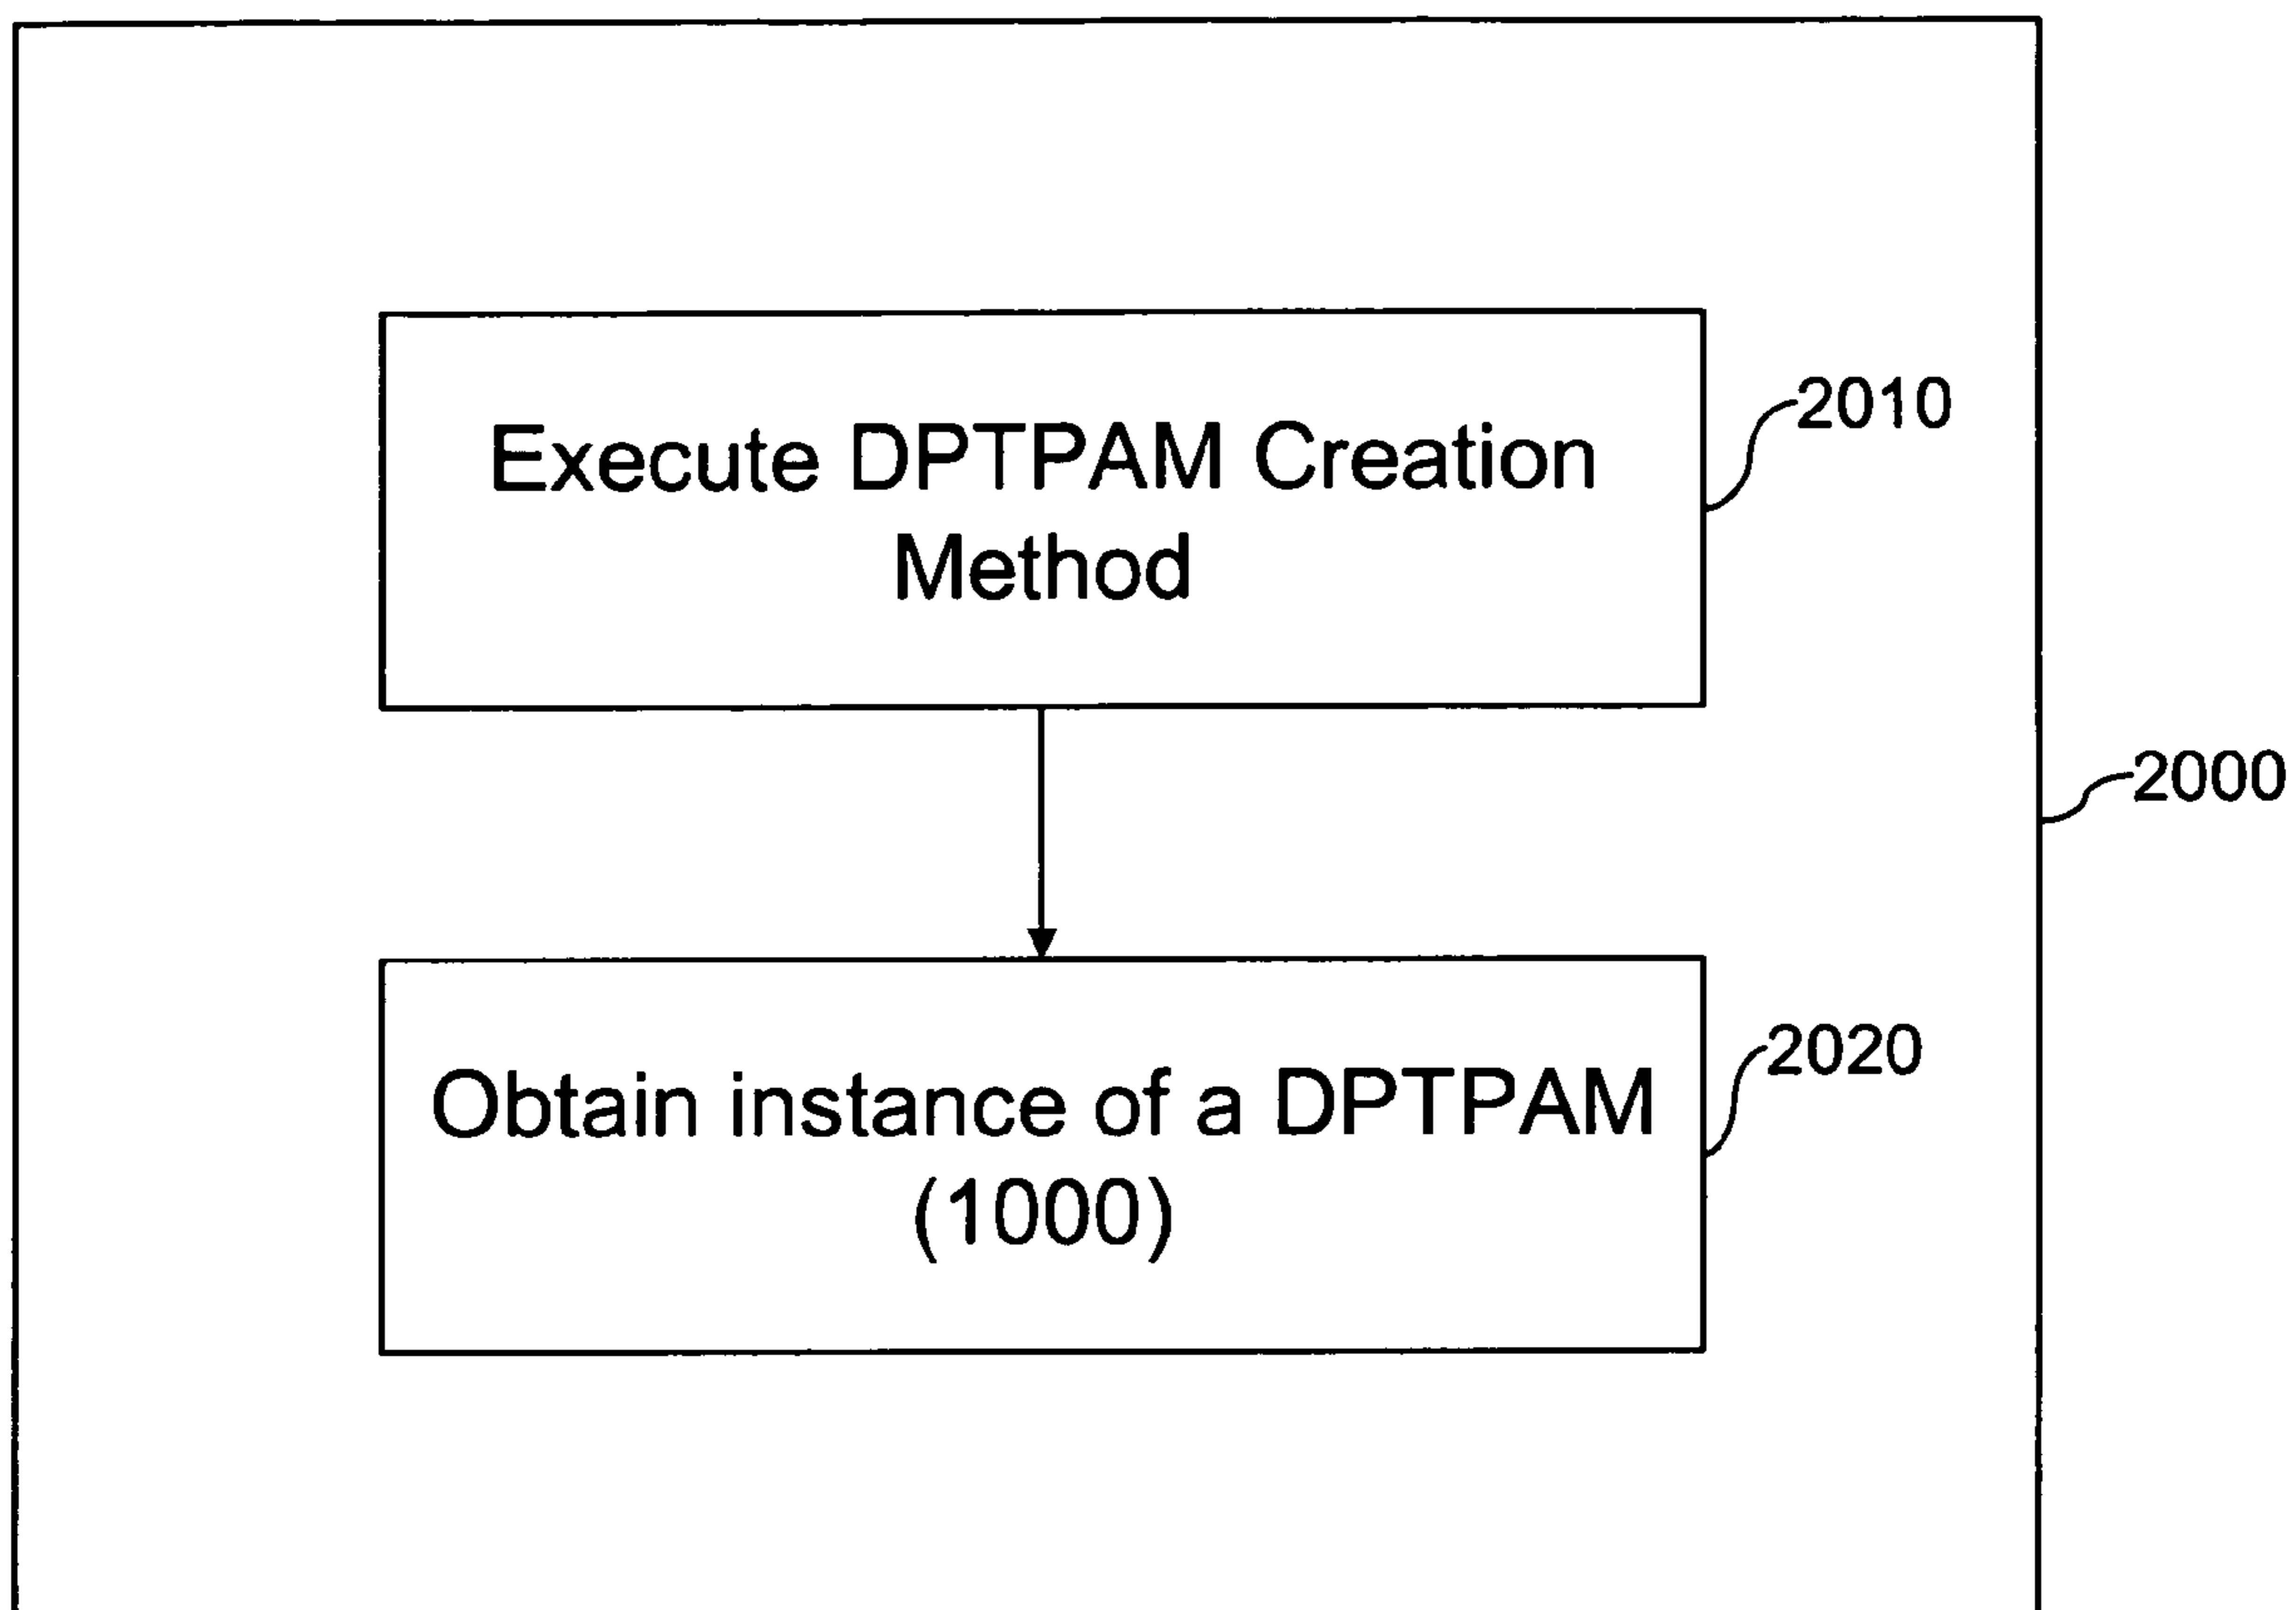 Execute DPTPAM Creation
Method
2010
2000
Obtain instance of a DPTPAM
(1000)
2020